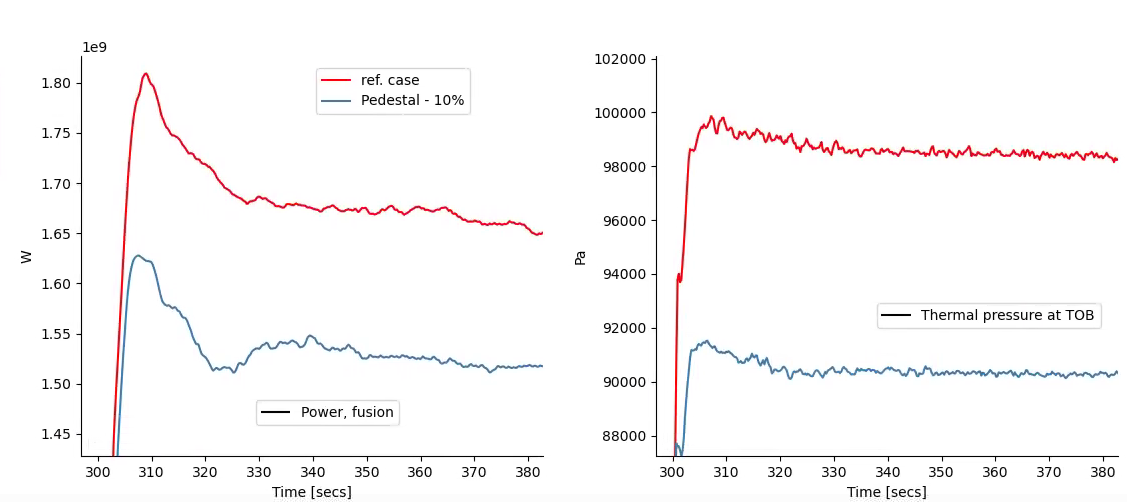 1e9
1.80
1.75
1.70
1.65
1.60
1.55
1.50
1.45
W
ref. case
Pedestal - 10%
Power, fusion
300 310 320 330 340 350 360 370 380
Time [secs]
102000
100000
98000
96000
94000
92000
90000
88000
Pa
Thermal pressure at TOB
300 310 320 330 340 350 360 370 380
Time [secs]